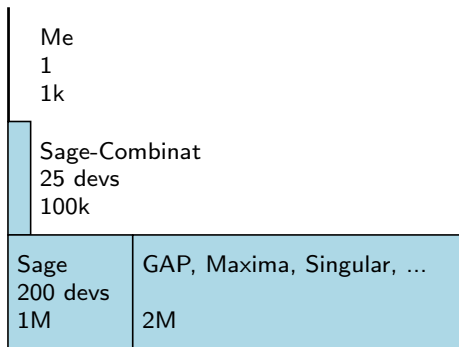 Me
1
1k
Sage-Combinat
25 devs
100k
Sage
200 devs
1M
GAP, Maxima, Singular, ...
2M